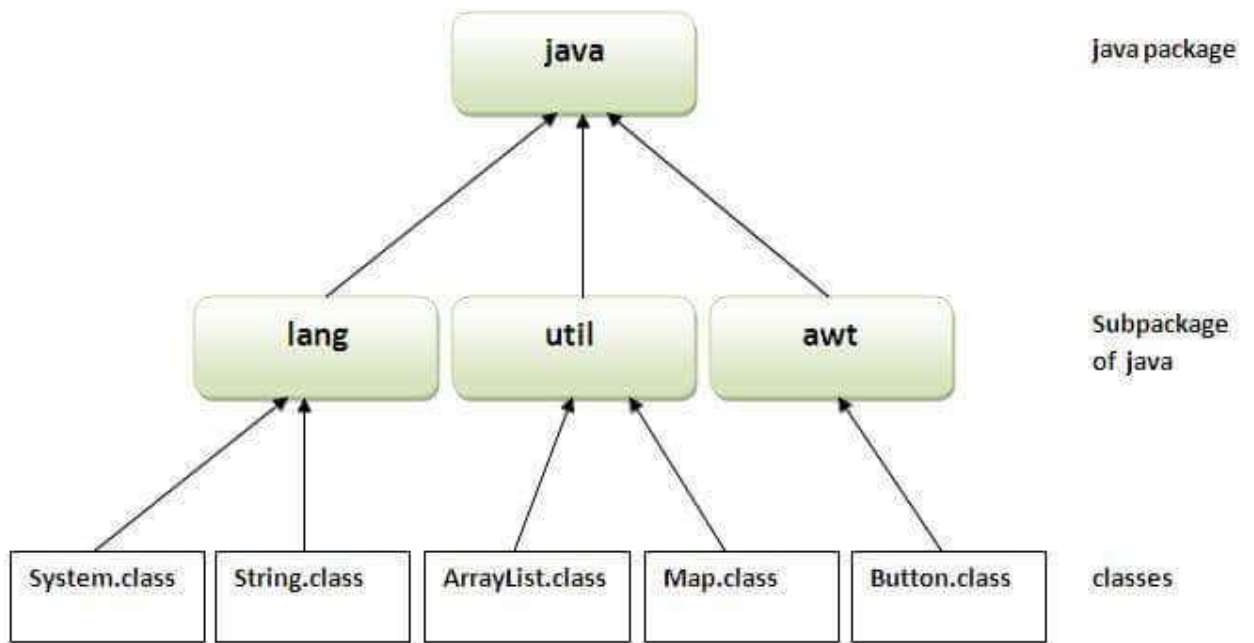 java
java package
lang
util
awt
Subpackage
of java
System.class
String.class
ArrayList.class
Map.class
Button.class
classes